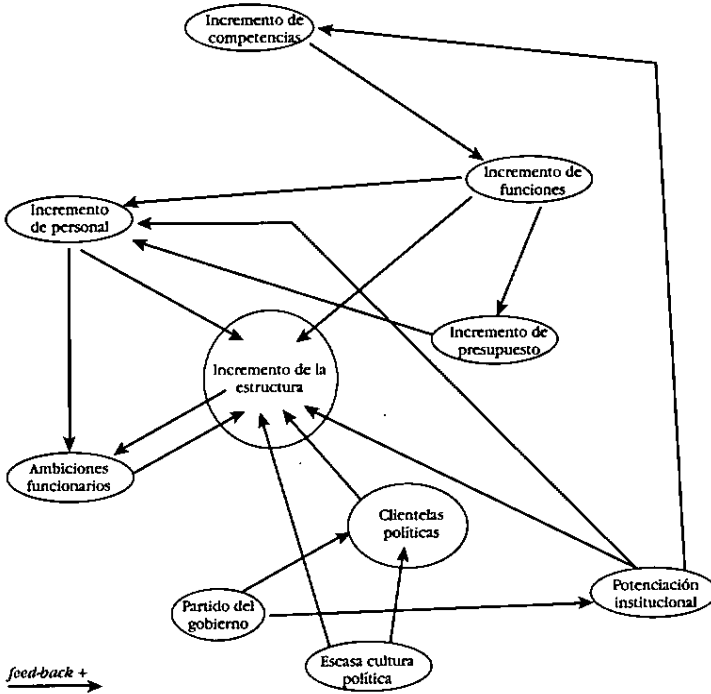 Incremento de
competencias
Incremento de
funciones
Incremento
de personal
Incremento de
presupuesto
Incremento de la
estructura
Ambiciones
funcionarios
Clientelas
políticas
Potenciación
institucional
Partido del
gobierno
Escasa cultura
política
feed-back +